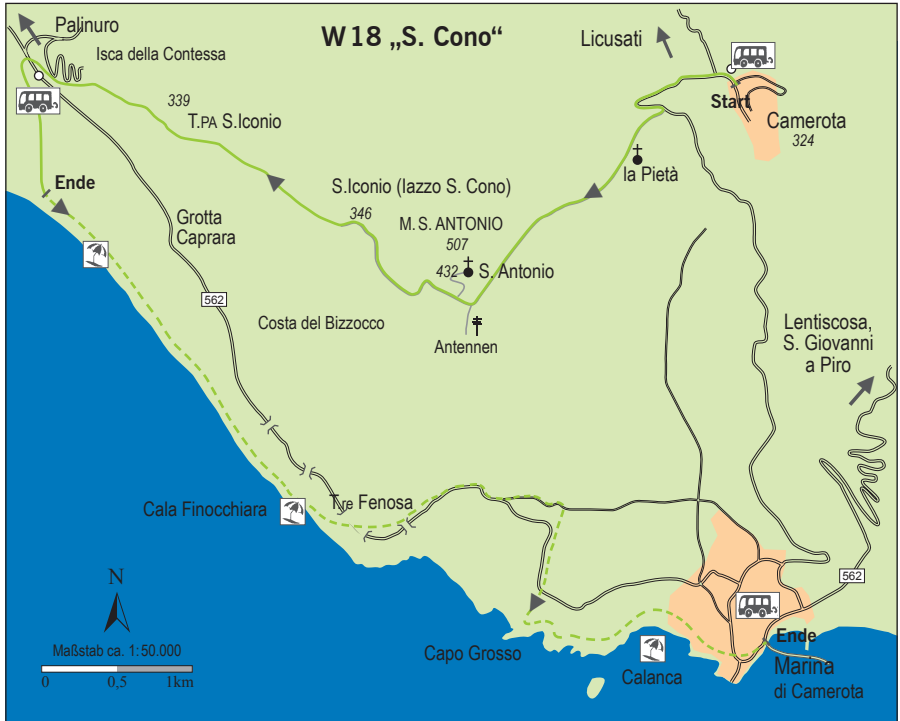 W 18 „S. Cono“
Palinuro
Isca della Contessa
Licusati
Start
Camerota
324
339
T.PA S.Iconio
la Pietà
Ende
S.Iconio (Iazzo S. Cono)
346
M. S. ANTONIO
507
432
S. Antonio
Grotta
Caprara
562
Costa del Bizzocco
Antennen
Lentiscosa,
S. Giovanni
a Piro
Cala Finocchiara
Tre Fenosa
562
N
Maßstab ca. 1:50.000
0 0,5 1km
Capo Grosso
Calanca
Ende
Marina
di Camerota